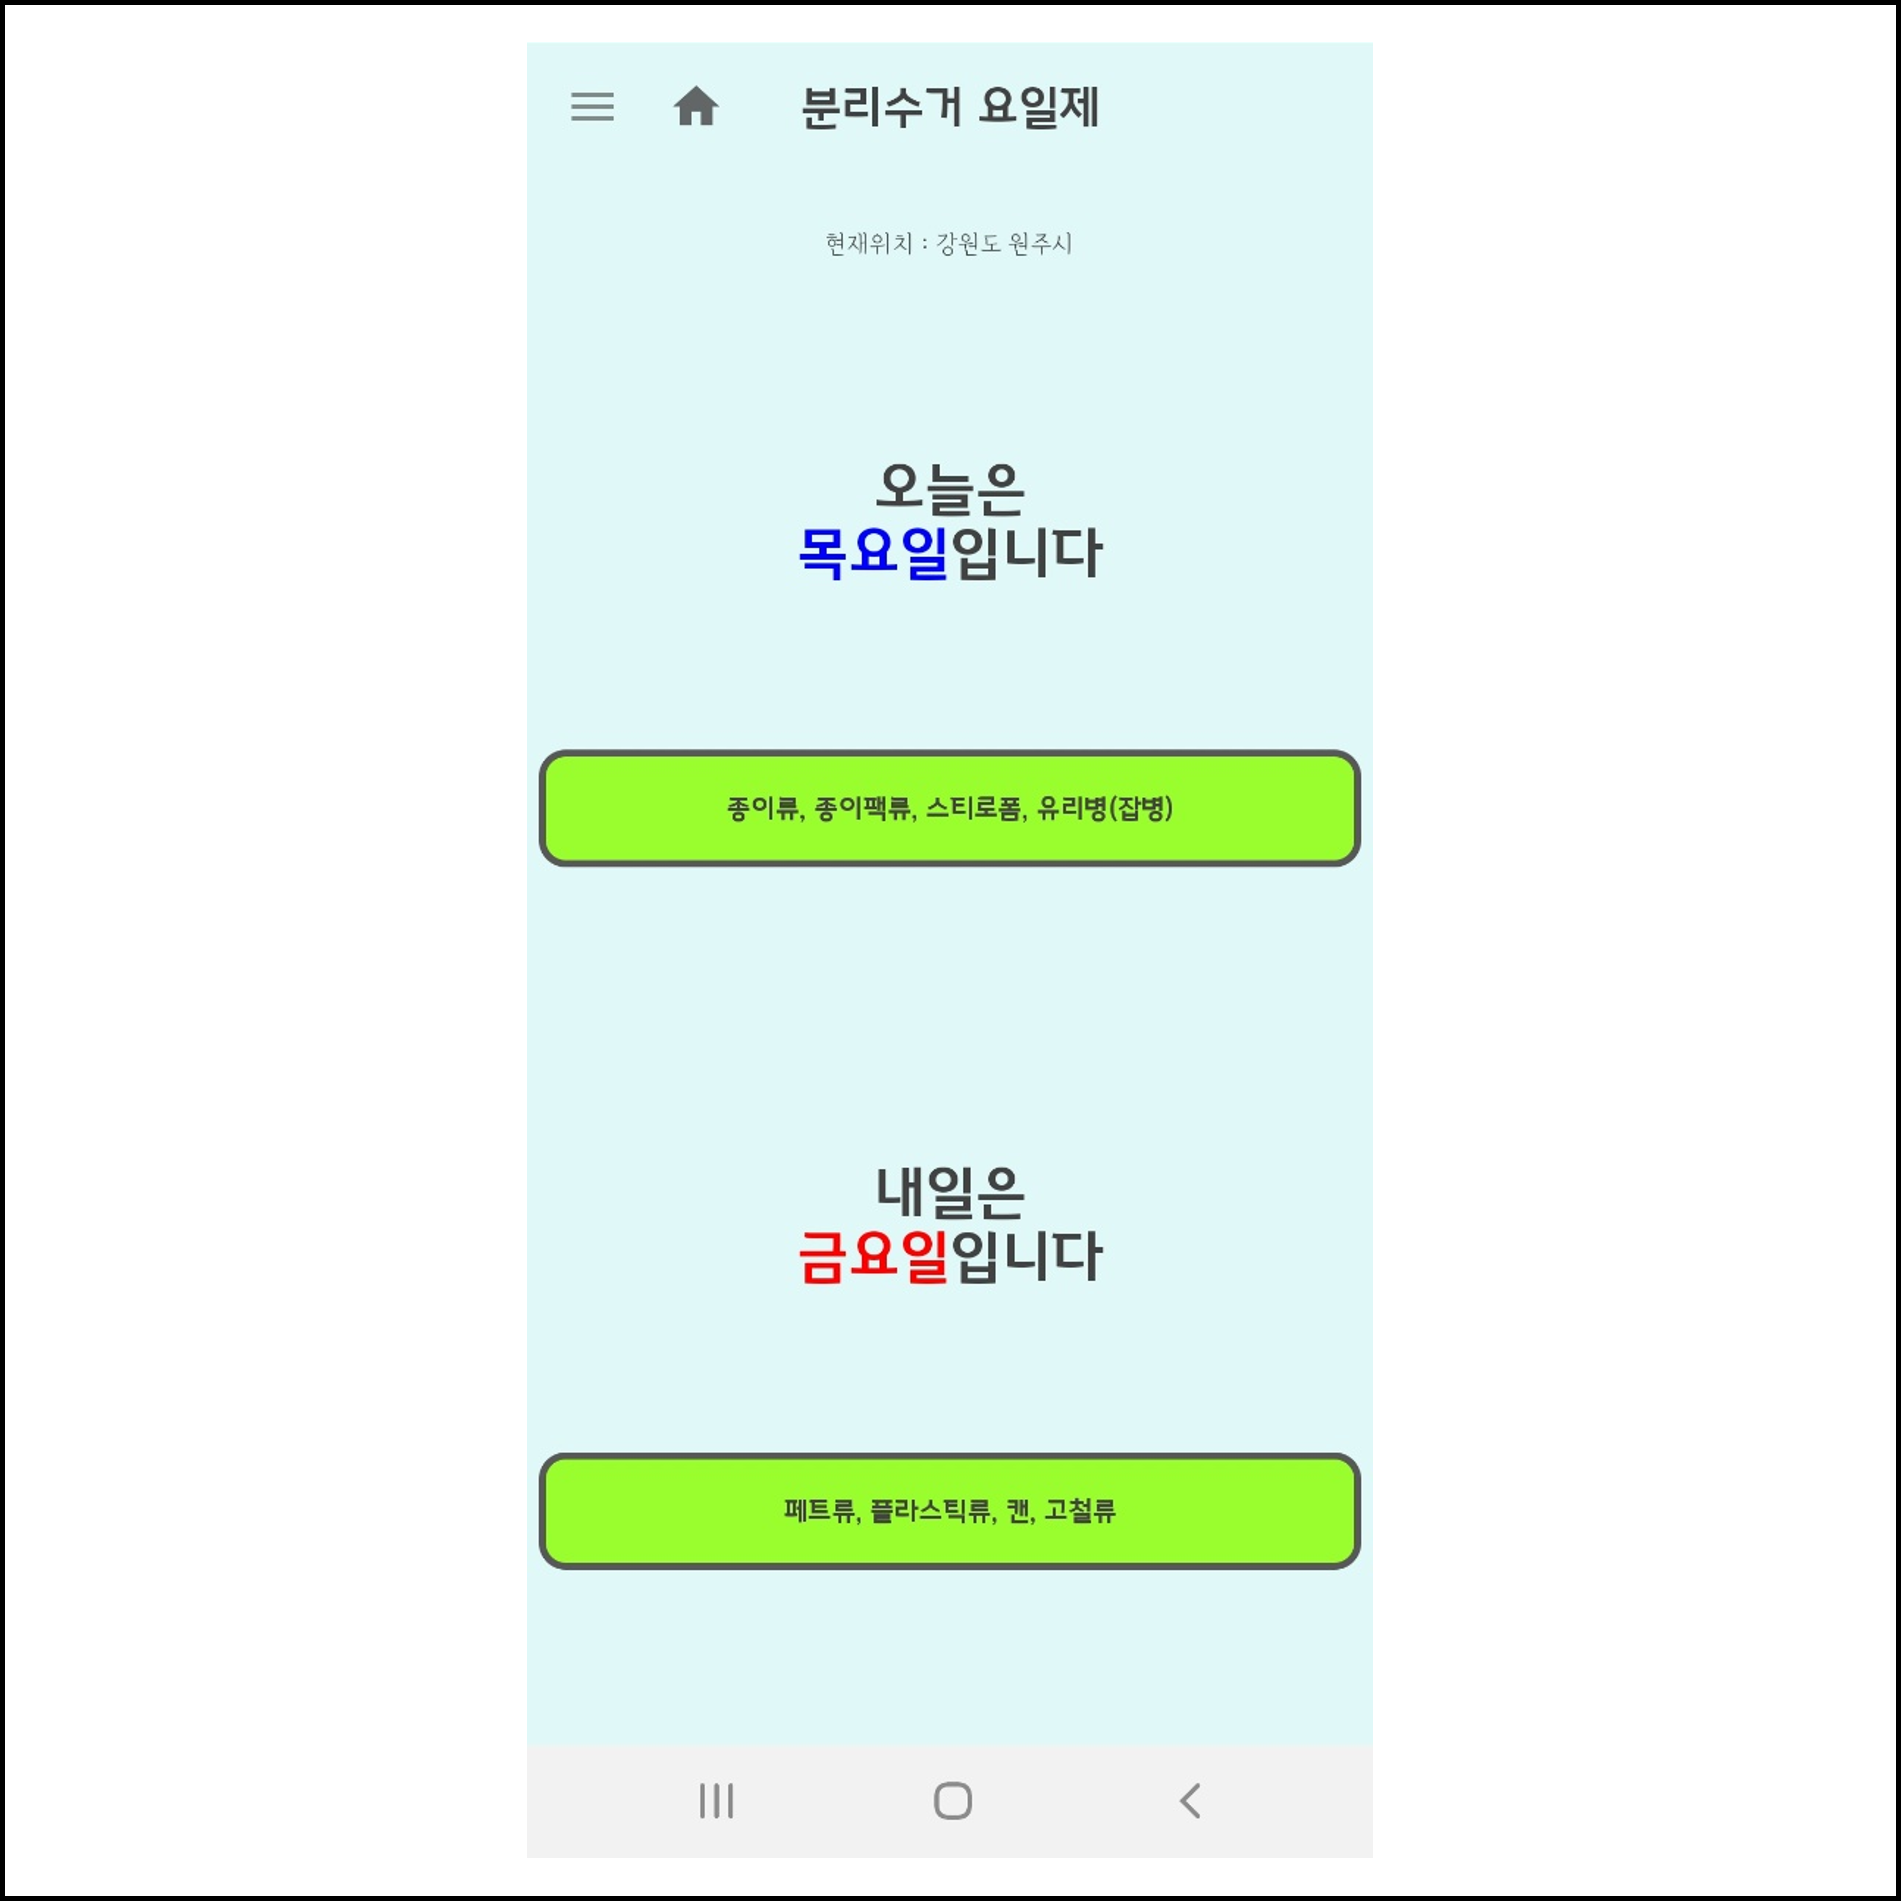 분리수거 요일제
현재위치 : 강원도 원주시
오늘은
목요일입니다
종이류, 종이팩류, 스티로폼, 유리병(잡병)
내일은
금요일입니다
페트류, 플라스틱류, 캔, 고철류